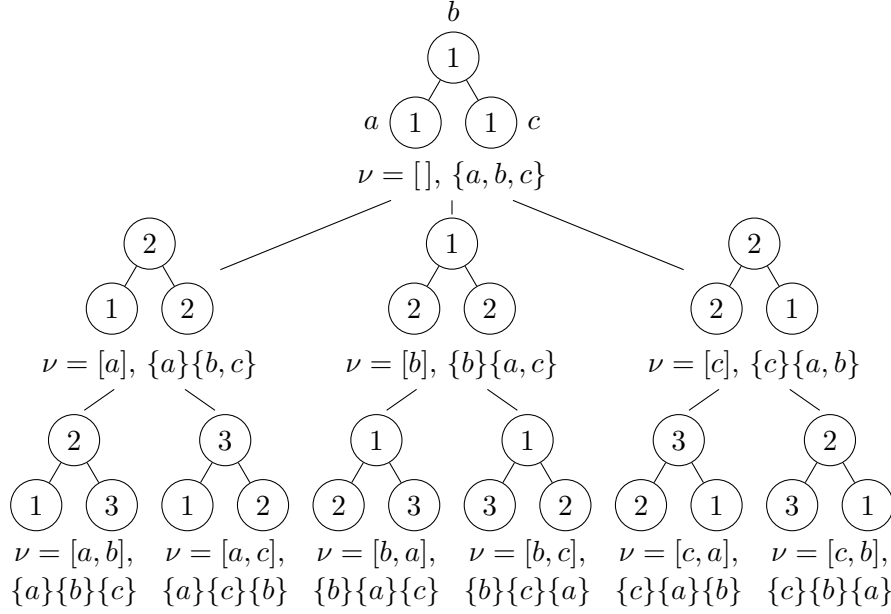 b
1
a 1 1 c
ν = [ ], {a, b, c}
2 1 2
1 2 2 2 2 1
ν = [a], {a}{b, c} ν = [b], {b}{a, c} ν = [c], {c}{a, b}
2 3 1 1 3 2
1 3 1 2 2 3 3 2 2 1 3 1
ν = [a, b], ν = [a, c], ν = [b, a], ν = [b, c], ν = [c, a], ν = [c, b],
{a}{b}{c} {a}{c}{b} {b}{a}{c} {b}{c}{a} {c}{a}{b} {c}{b}{a}